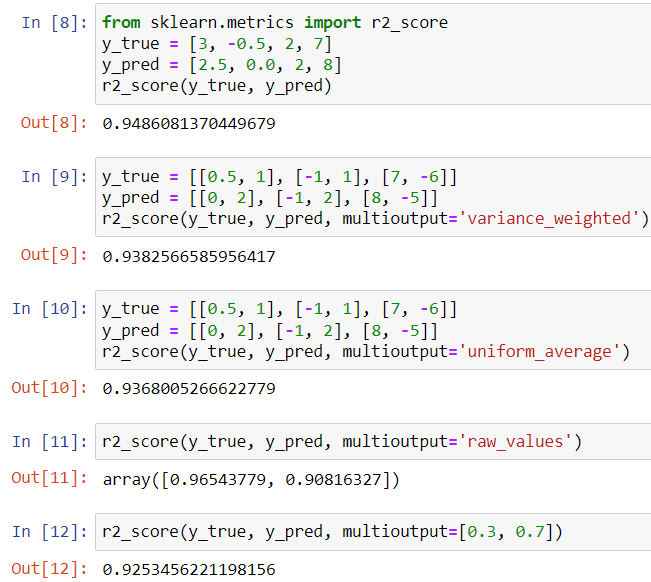 In [8]: from sklearn.metrics import r2_score
y_true = [3, -0.5, 2, 7]
y_pred = [2.5, 0.0, 2, 8]
r2_score(y_true, y_pred)
Out[8]: 0.9486081370449679
In [9]: y_true = [[0.5, 1], [-1, 1], [7, -6]]
y_pred = [[0, 2], [-1, 2], [8, -5]]
r2_score(y_true, y_pred, multioutput='variance_weighted')
Out[9]: 0.9382566585956417
In [10]: y_true = [[0.5, 1], [-1, 1], [7, -6]]
y_pred = [[0, 2], [-1, 2], [8, -5]]
r2_score(y_true, y_pred, multioutput='uniform_average')
Out[10]: 0.9368005266622779
In [11]: r2_score(y_true, y_pred, multioutput='raw_values')
Out[11]: array([0.96543779, 0.90816327])
In [12]: r2_score(y_true, y_pred, multioutput=[0.3, 0.7])
Out[12]: 0.9253456221198156